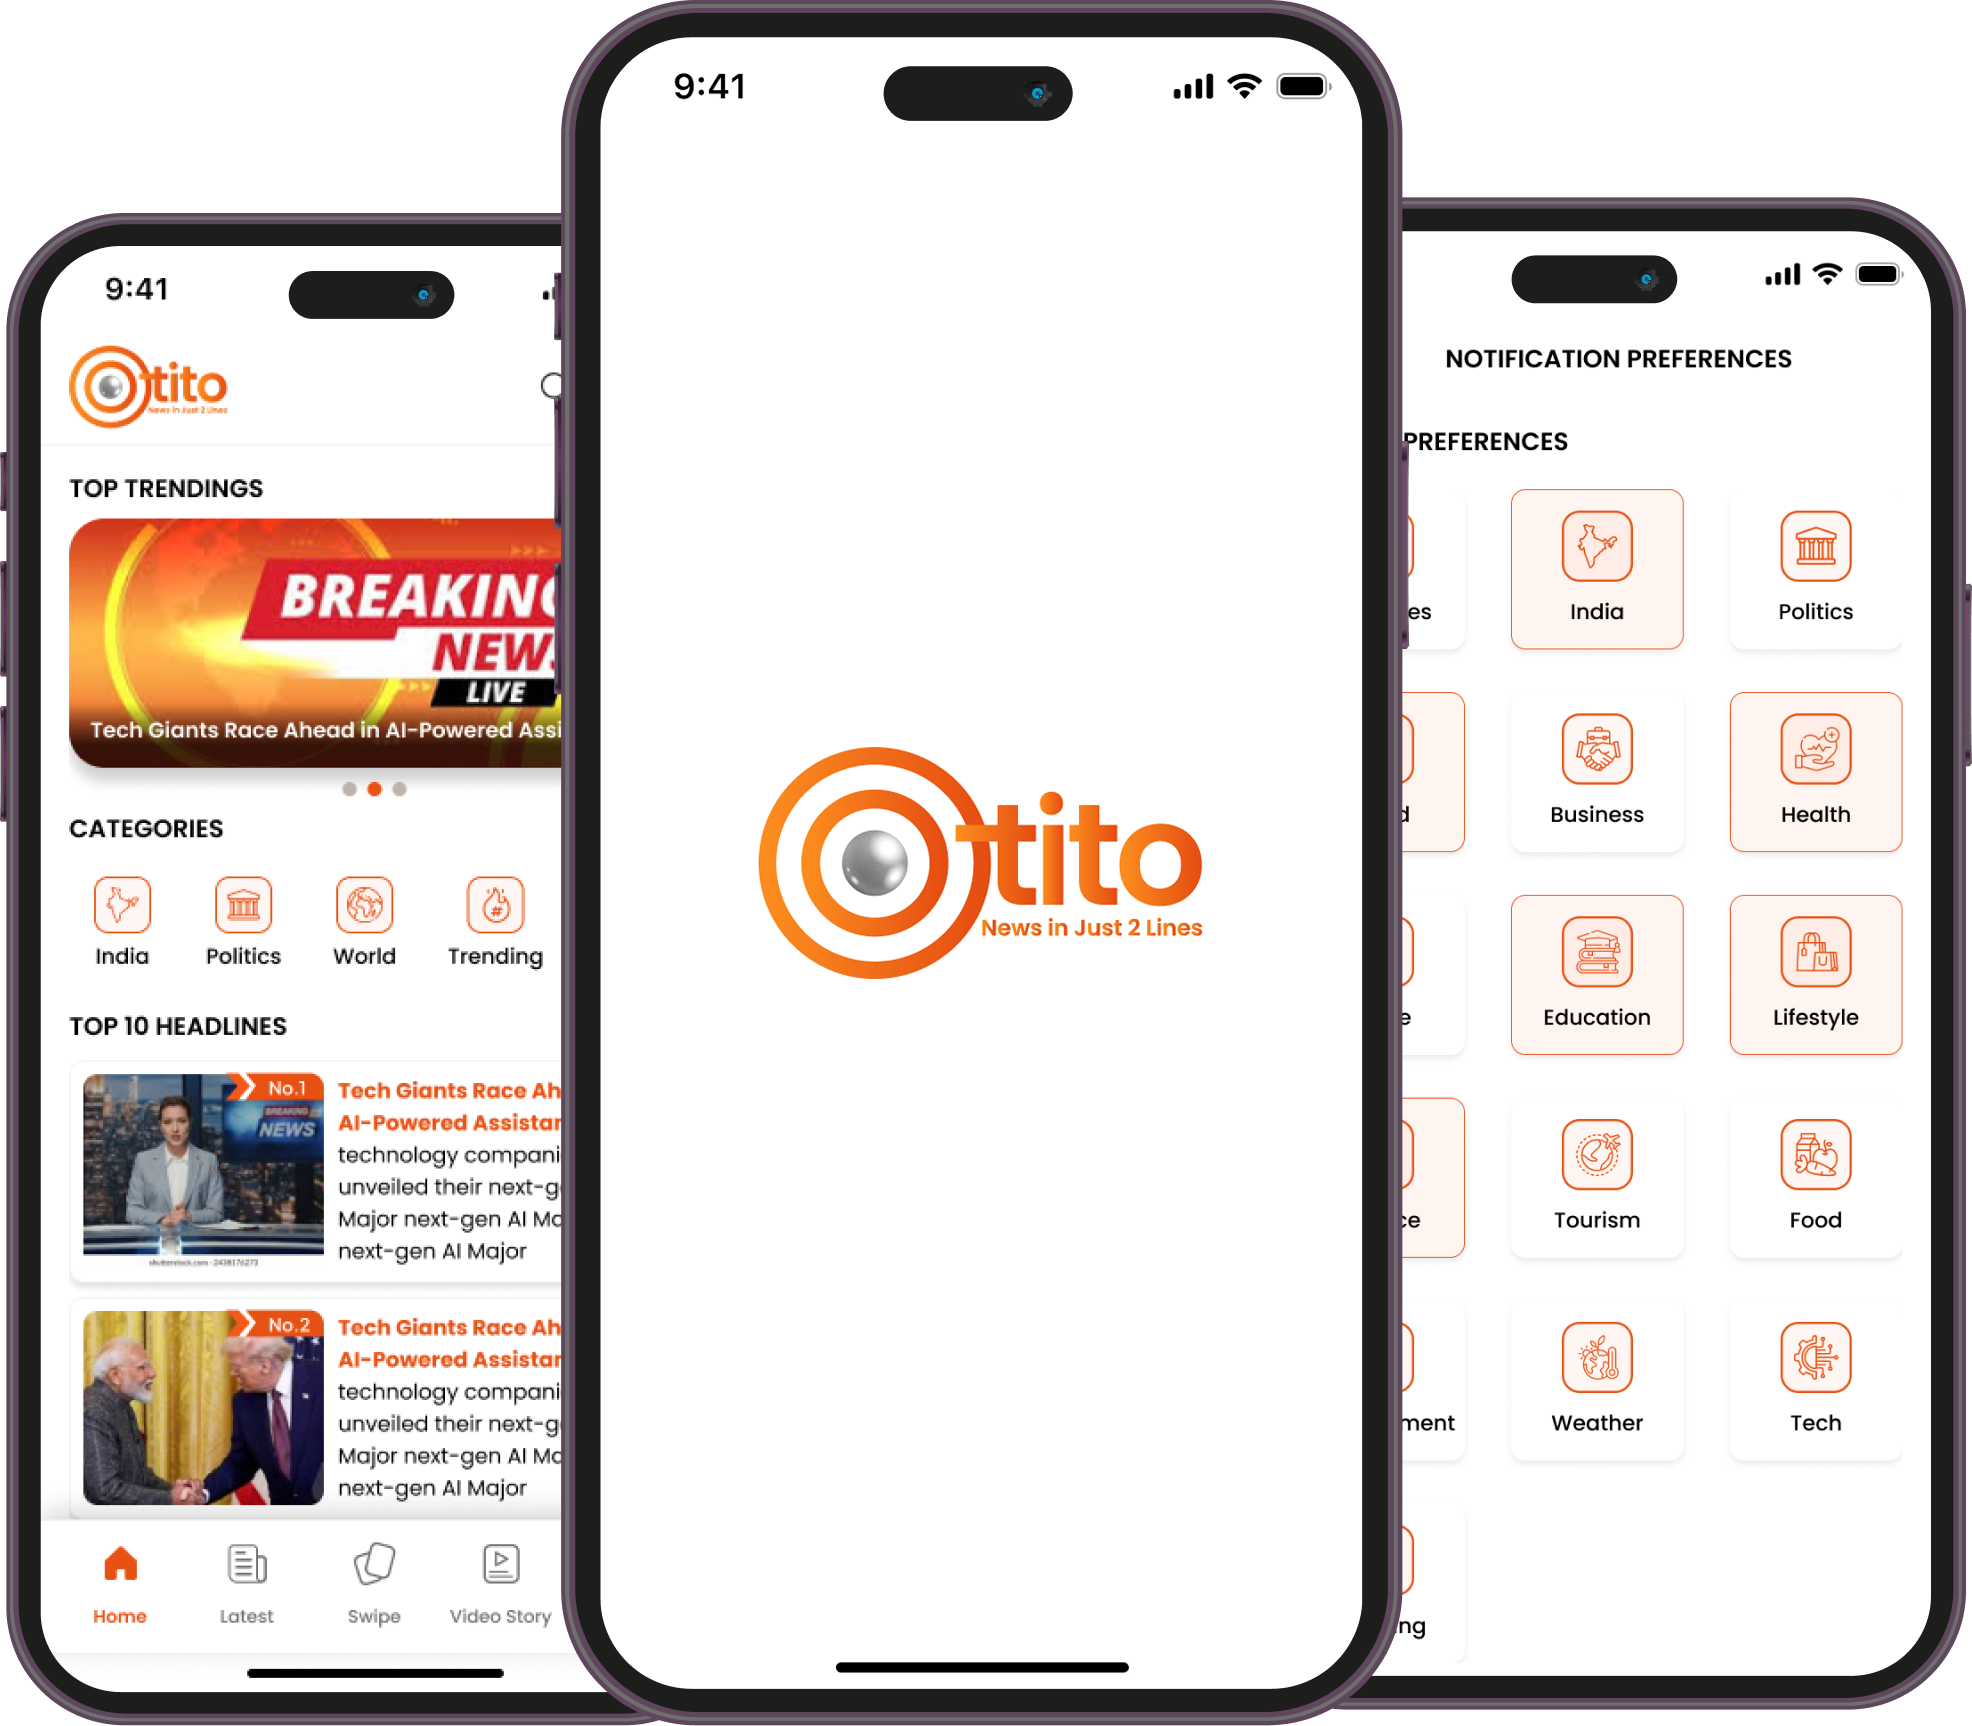 9:41
tito
News in Just 2 Lines
TOP TRENDINGS
BREAKING
NEWS
LIVE
Tech Giants Race Ahead in AI-Powered Assi
CATEGORIES
India
Politics
World
Trending
TOP 10 HEADLINES
No.1
BREAKING
NEWS
shutterstock.com · 2438176273
Tech Giants Race Ah
AI-Powered Assistan
technology compani
unveiled their next-g
Major next-gen AI Mo
next-gen AI Major
No.2
Tech Giants Race Ah
AI-Powered Assistan
technology compani
unveiled their next-g
Major next-gen AI Mo
next-gen AI Major
Home
Latest
Swipe
Video Story
9:41
tito
News in Just 2 Lines
NOTIFICATION PREFERENCES
PREFERENCES
es
India
Politics
d
Business
Health
e
Education
Lifestyle
ce
Tourism
Food
ment
Weather
Tech
ng